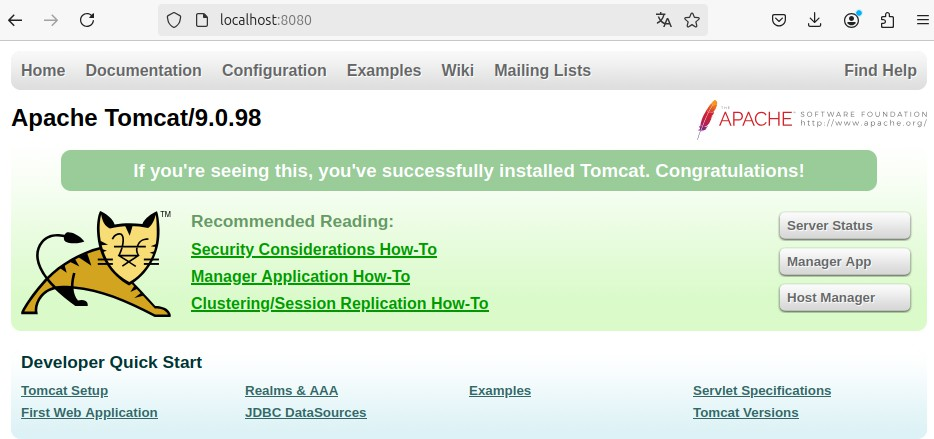 localhost:8080
Home Documentation Configuration Examples Wiki Mailing Lists Find Help
Apache Tomcat/9.0.98
THE APACHE SOFTWARE FOUNDATION
http://www.apache.org/
If you're seeing this, you've successfully installed Tomcat. Congratulations!
TM
Recommended Reading:
Security Considerations How-To
Manager Application How-To
Clustering/Session Replication How-To
Server Status
Manager App
Host Manager
Developer Quick Start
Tomcat Setup Realms & AAA Examples Servlet Specifications
First Web Application JDBC DataSources Tomcat Versions